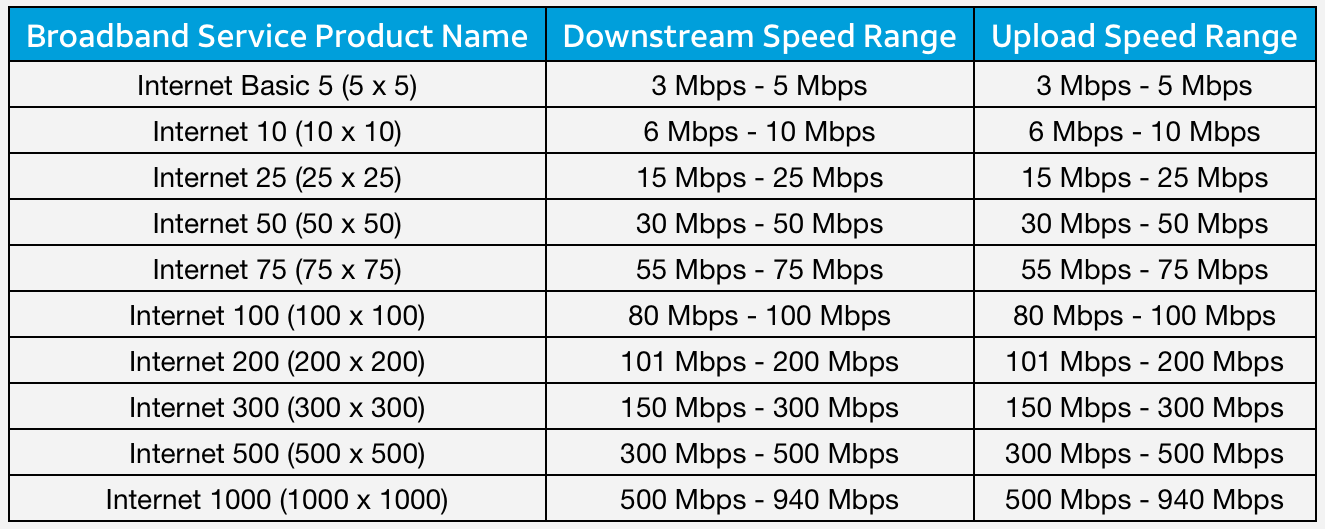 Broadband Service Product Name Downstream Speed Range Upload Speed Range
Internet Basic 5 (5 x 5) 3 Mbps - 5 Mbps 3 Mbps - 5 Mbps
Internet 10 (10 x 10) 6 Mbps - 10 Mbps 6 Mbps - 10 Mbps
Internet 25 (25 x 25) 15 Mbps - 25 Mbps 15 Mbps - 25 Mbps
Internet 50 (50 x 50) 30 Mbps - 50 Mbps 30 Mbps - 50 Mbps
Internet 75 (75 x 75) 55 Mbps - 75 Mbps 55 Mbps - 75 Mbps
Internet 100 (100 x 100) 80 Mbps - 100 Mbps 80 Mbps - 100 Mbps
Internet 200 (200 x 200) 101 Mbps - 200 Mbps 101 Mbps - 200 Mbps
Internet 300 (300 x 300) 150 Mbps - 300 Mbps 150 Mbps - 300 Mbps
Internet 500 (500 x 500) 300 Mbps - 500 Mbps 300 Mbps - 500 Mbps
Internet 1000 (1000 x 1000) 500 Mbps - 940 Mbps 500 Mbps - 940 Mbps